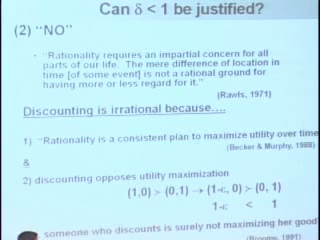 Can δ < 1 be justified?
(2) "NO"
• "Rationality requires an impartial concern for all
parts of our life. The mere difference of location in
time [of some event] is not a rational ground for
having more or less regard for it."
(Rawls, 1971)
Discounting is irrational because....
1) "Rationality is a consistent plan to maximize utility over time
(Becker & Murphy, 1988)
&
2) discounting opposes utility maximization
(1,0) ≻ (0,1) → (1-ε, 0) ≻ (0, 1)
1-ε < 1
someone who discounts is surely not maximizing her good
(Broome, 1991)